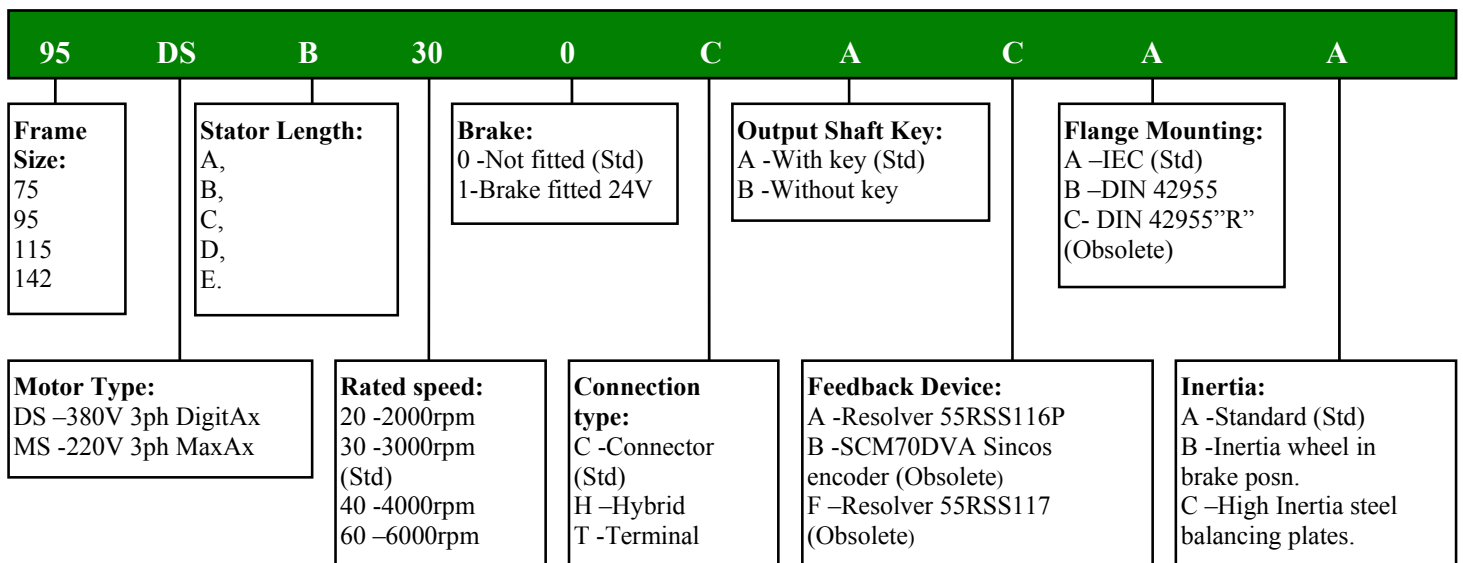 95 DS B 30 0 C A C A A
Frame
Size:
75
95
115
142
Stator Length:
A,
B,
C,
D,
E.
Brake:
0 -Not fitted (Std)
1-Brake fitted 24V
Output Shaft Key:
A -With key (Std)
B -Without key
Flange Mounting:
A –IEC (Std)
B –DIN 42955
C- DIN 42955”R”
(Obsolete)
Motor Type:
DS –380V 3ph DigitAx
MS -220V 3ph MaxAx
Rated speed:
20 -2000rpm
30 -3000rpm
(Std)
40 -4000rpm
60 –6000rpm
Connection
type:
C -Connector
(Std)
H –Hybrid
T -Terminal
Feedback Device:
A -Resolver 55RSS116P
B -SCM70DVA Sincos
encoder (Obsolete)
F –Resolver 55RSS117
(Obsolete)
Inertia:
A -Standard (Std)
B -Inertia wheel in
brake posn.
C –High Inertia steel
balancing plates.